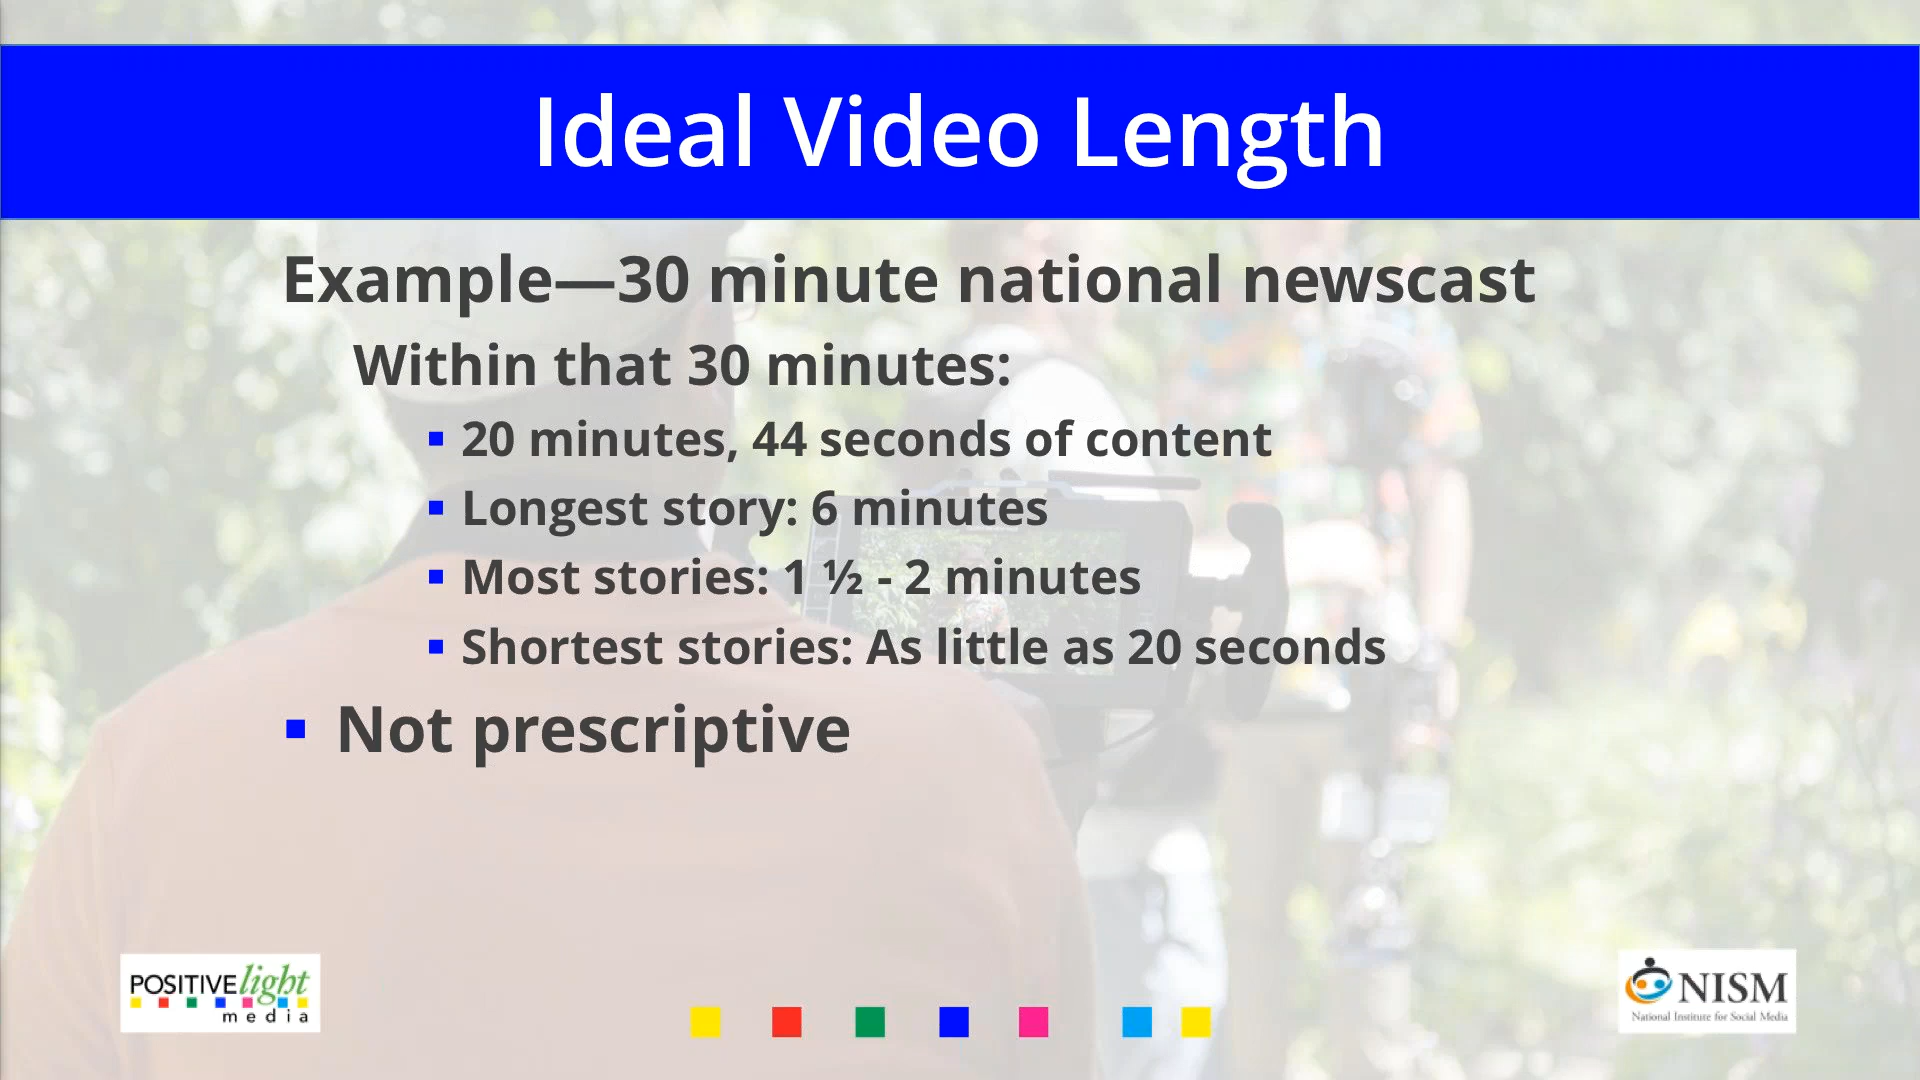 Ideal Video Length
Example—30 minute national newscast
Within that 30 minutes:
20 minutes, 44 seconds of content
Longest story: 6 minutes
Most stories: 1 ½ - 2 minutes
Shortest stories: As little as 20 seconds
Not prescriptive
POSITIVE light
media
NISM
National Institute for Social Media